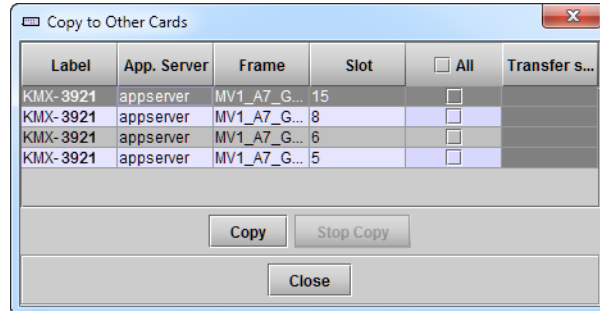 Copy to Other Cards
Label App. Server Frame Slot All Transfer s...
KMX-3921 appserver MV1_A7_G... 15
KMX-3921 appserver MV1_A7_G... 8
KMX-3921 appserver MV1_A7_G... 6
KMX-3921 appserver MV1_A7_G... 5
Copy Stop Copy
Close